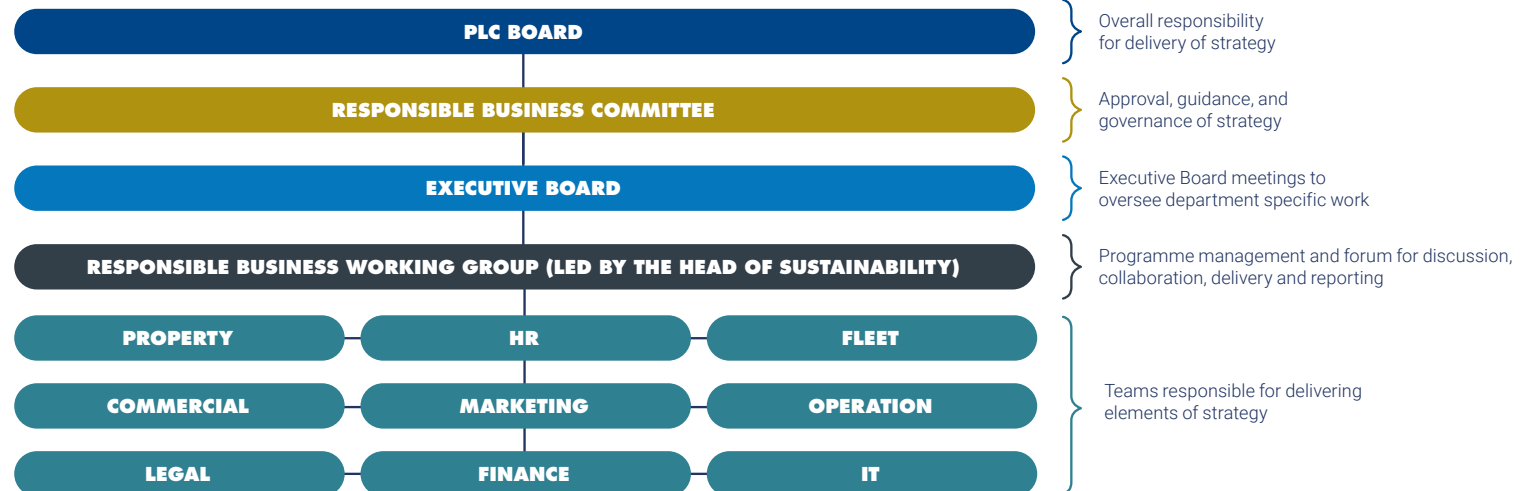 PLC BOARD
Overall responsibility
for delivery of strategy
RESPONSIBLE BUSINESS COMMITTEE
Approval, guidance, and
governance of strategy
EXECUTIVE BOARD
Executive Board meetings to
oversee department specific work
RESPONSIBLE BUSINESS WORKING GROUP (LED BY THE HEAD OF SUSTAINABILITY)
Programme management and forum for discussion,
collaboration, delivery and reporting
PROPERTY
HR
FLEET
COMMERCIAL
MARKETING
OPERATION
LEGAL
FINANCE
IT
Teams responsible for delivering
elements of strategy